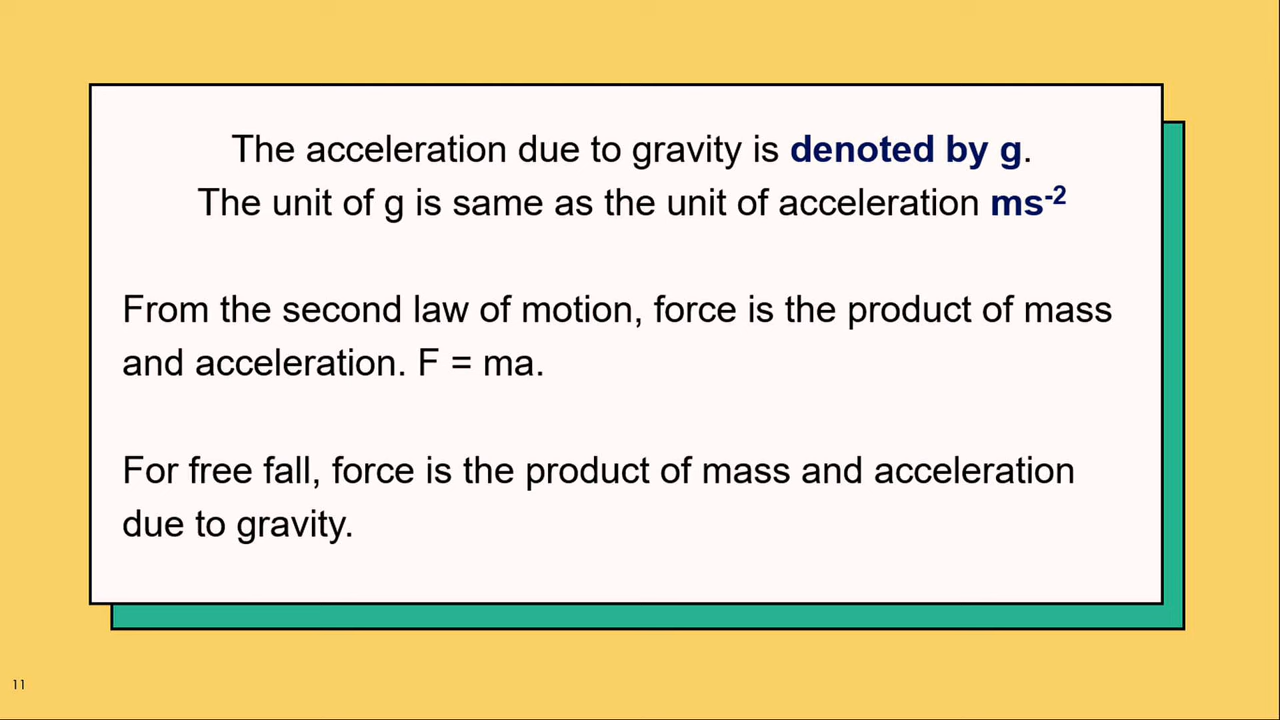 The acceleration due to gravity is denoted by g.
The unit of g is same as the unit of acceleration ms⁻²
From the second law of motion, force is the product of mass
and acceleration. F = ma.
For free fall, force is the product of mass and acceleration
due to gravity.
11